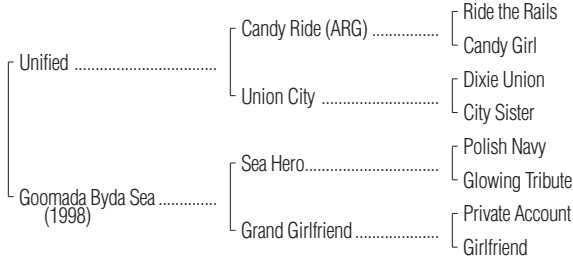 Ride the Rails
Candy Ride (ARG) ................
Candy Girl
Unified ..................................
Dixie Union
Union City ............................
City Sister
Polish Navy
Sea Hero................................
Glowing Tribute
Goomada Byda Sea ..............
(1998)
Private Account
Grand Girlfriend ....................
Girlfriend